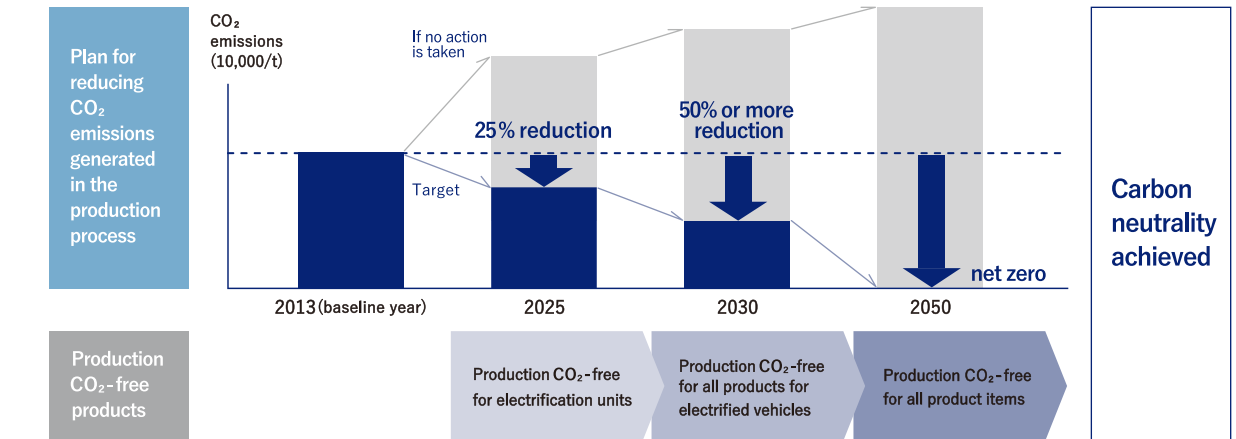 Plan for
reducing
CO₂
emissions
generated
in the
production
process
CO₂
emissions
(10,000/t)
If no action
is taken
Target
25% reduction
50% or more
reduction
net zero
2013 (baseline year)
2025
2030
2050
Carbon
neutrality
achieved
Production
CO₂-free
products
Production CO₂-free
for electrification units
Production CO₂-free
for all products for
electrified vehicles
Production CO₂-free
for all product items